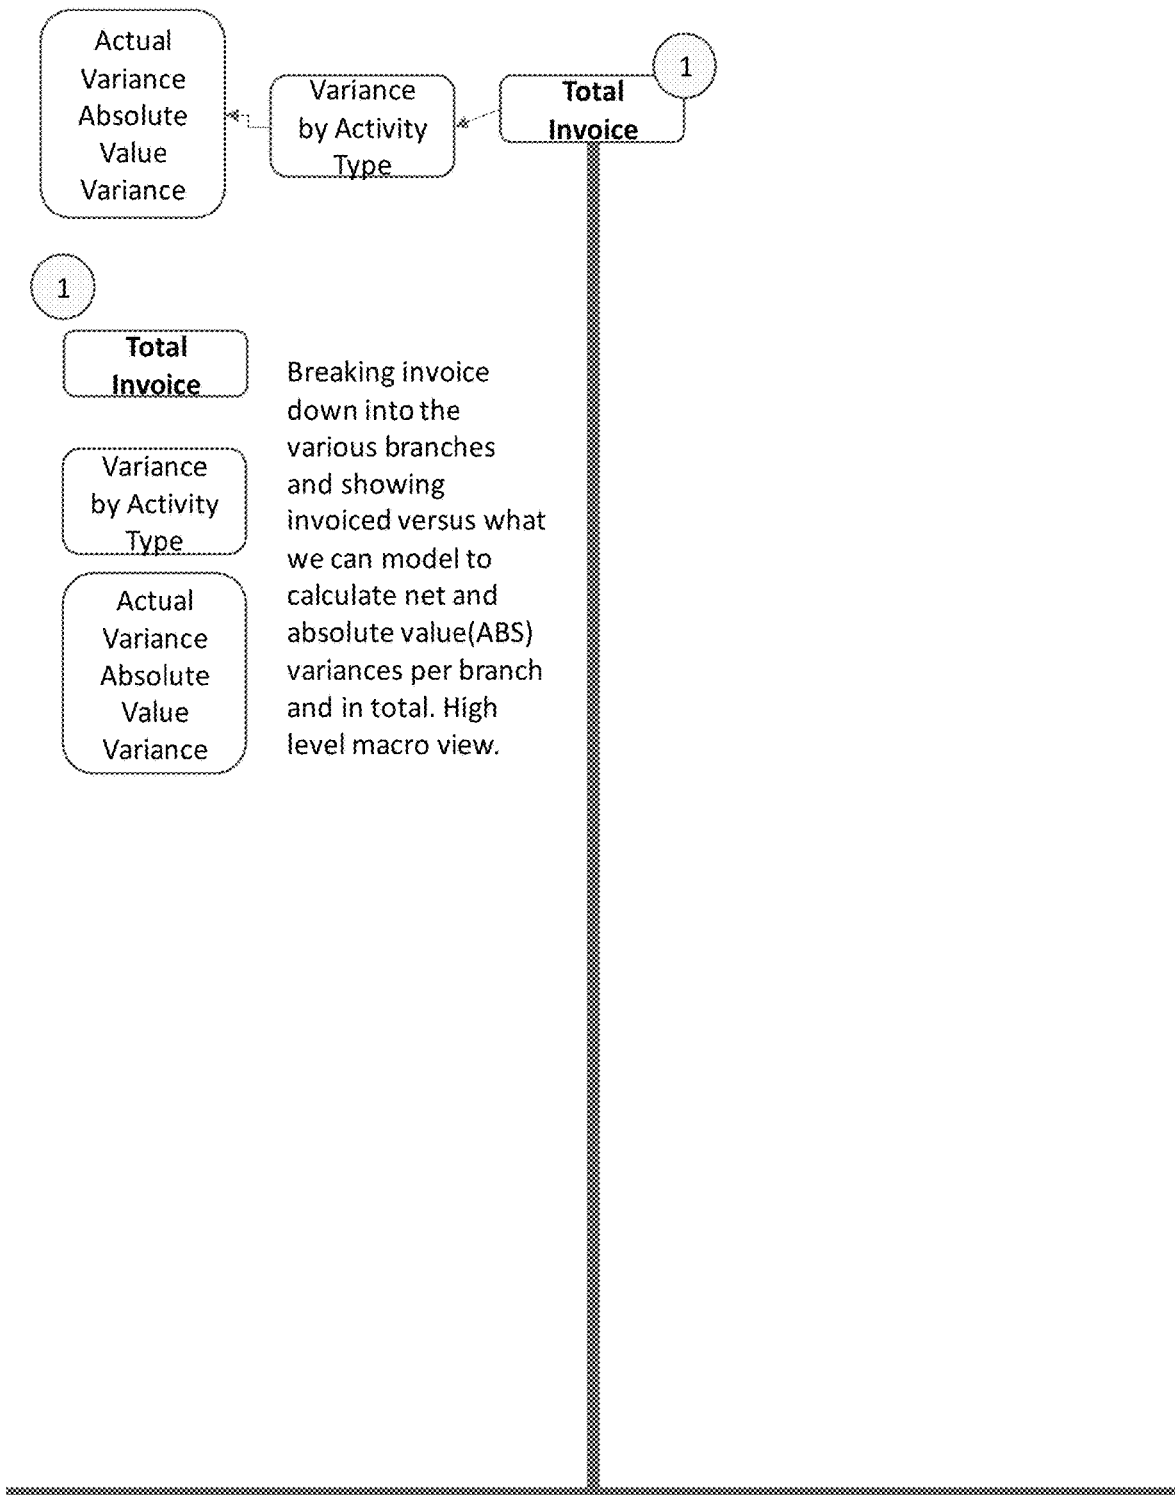 Actual
Variance
Absolute
Value
Variance
Variance
by Activity
Type
Total
Invoice
1
1
Total
Invoice
Variance
by Activity
Type
Actual
Variance
Absolute
Value
Variance
Breaking invoice
down into the
various branches
and showing
invoiced versus what
we can model to
calculate net and
absolute value(ABS)
variances per branch
and in total. High
level macro view.